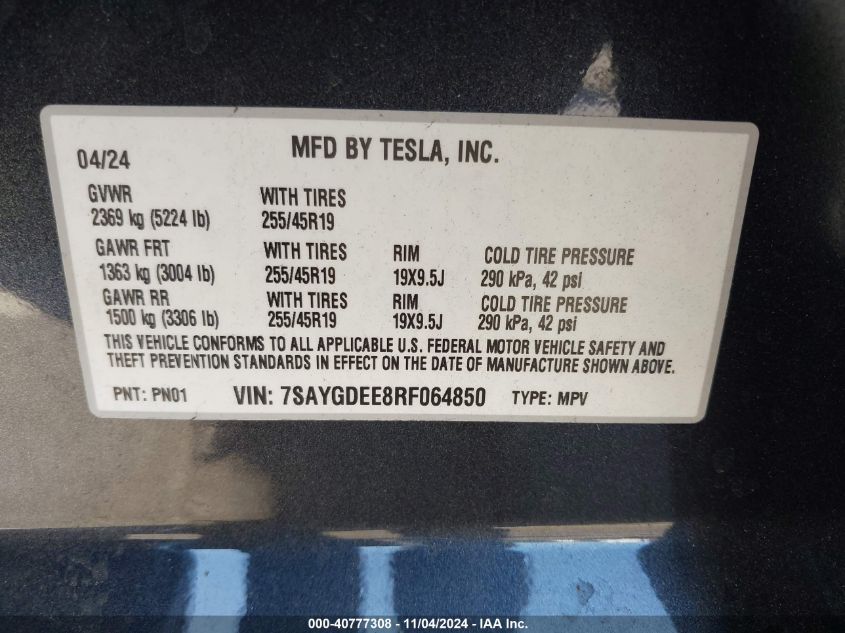 04/24 MFD BY TESLA, INC.
GVWR WITH TIRES
2369 kg (5224 lb) 255/45R19
GAWR FRT WITH TIRES RIM COLD TIRE PRESSURE
1363 kg (3004 lb) 255/45R19 19X9.5J 290 kPa, 42 psi
GAWR RR WITH TIRES RIM COLD TIRE PRESSURE
1500 kg (3306 lb) 255/45R19 19X9.5J 290 kPa, 42 psi
THIS VEHICLE CONFORMS TO ALL APPLICABLE U.S. FEDERAL MOTOR VEHICLE SAFETY AND
THEFT PREVENTION STANDARDS IN EFFECT ON THE DATE OF MANUFACTURE SHOWN ABOVE.
PNT: PN01 VIN: 7SAYGDEE8RF064850 TYPE: MPV
000-40777308 - 11/04/2024 - IAA Inc.